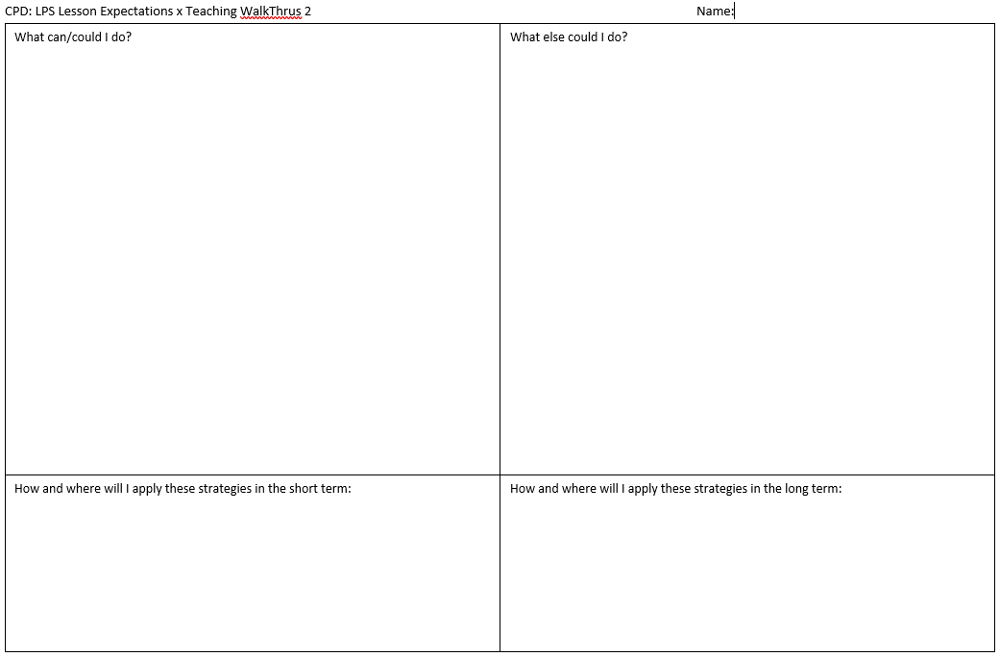 CPD: LPS Lesson Expectations x Teaching WalkThrus 2 Name:
What can/could I do?
What else could I do?
How and where will I apply these strategies in the short term:
How and where will I apply these strategies in the long term: